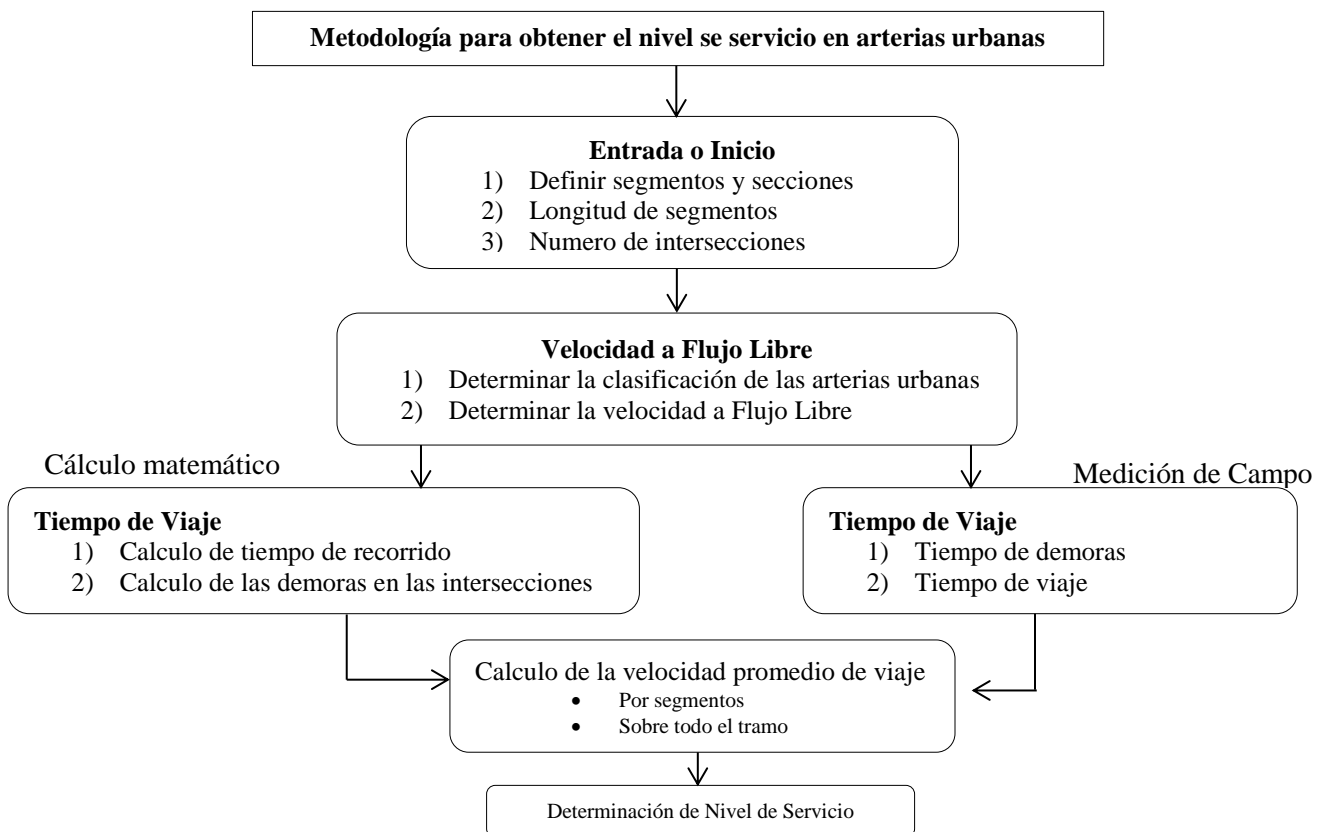 Metodología para obtener el nivel se servicio en arterias urbanas
Entrada o Inicio
1) Definir segmentos y secciones
2) Longitud de segmentos
3) Numero de intersecciones
Velocidad a Flujo Libre
1) Determinar la clasificación de las arterias urbanas
2) Determinar la velocidad a Flujo Libre
Cálculo matemático
Tiempo de Viaje
1) Calculo de tiempo de recorrido
2) Calculo de las demoras en las intersecciones
Medición de Campo
Tiempo de Viaje
1) Tiempo de demoras
2) Tiempo de viaje
Calculo de la velocidad promedio de viaje
• Por segmentos
• Sobre todo el tramo
Determinación de Nivel de Servicio